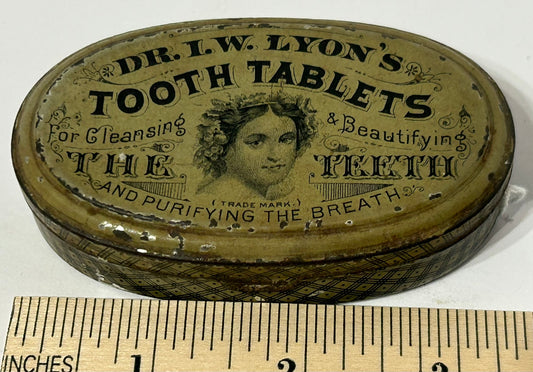 DR. I. W. LYON'S
TOOTH TABLETS
For Cleansing & Beautifying
THE TEETH
(TRADE MARK.)
AND PURIFYING THE BREATH.
INCHES 1 2 3